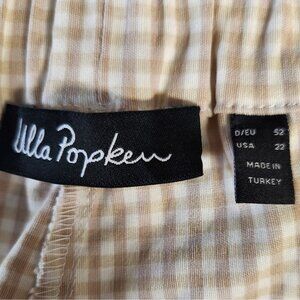 Ulla Popken
D/EU 52
USA 22
MADE IN
TURKEY